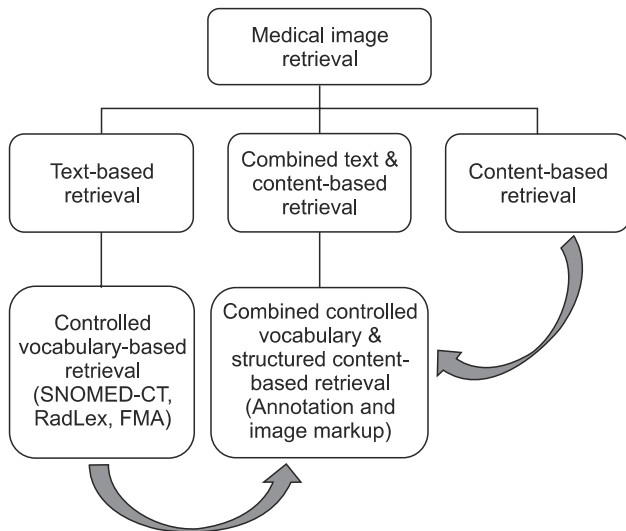 Medical image
retrieval
Text-based
retrieval
Combined text &
content-based
retrieval
Content-based
retrieval
Controlled
vocabulary-based
retrieval
(SNOMED-CT,
RadLex, FMA)
Combined controlled
vocabulary &
structured content-
based retrieval
(Annotation and
image markup)